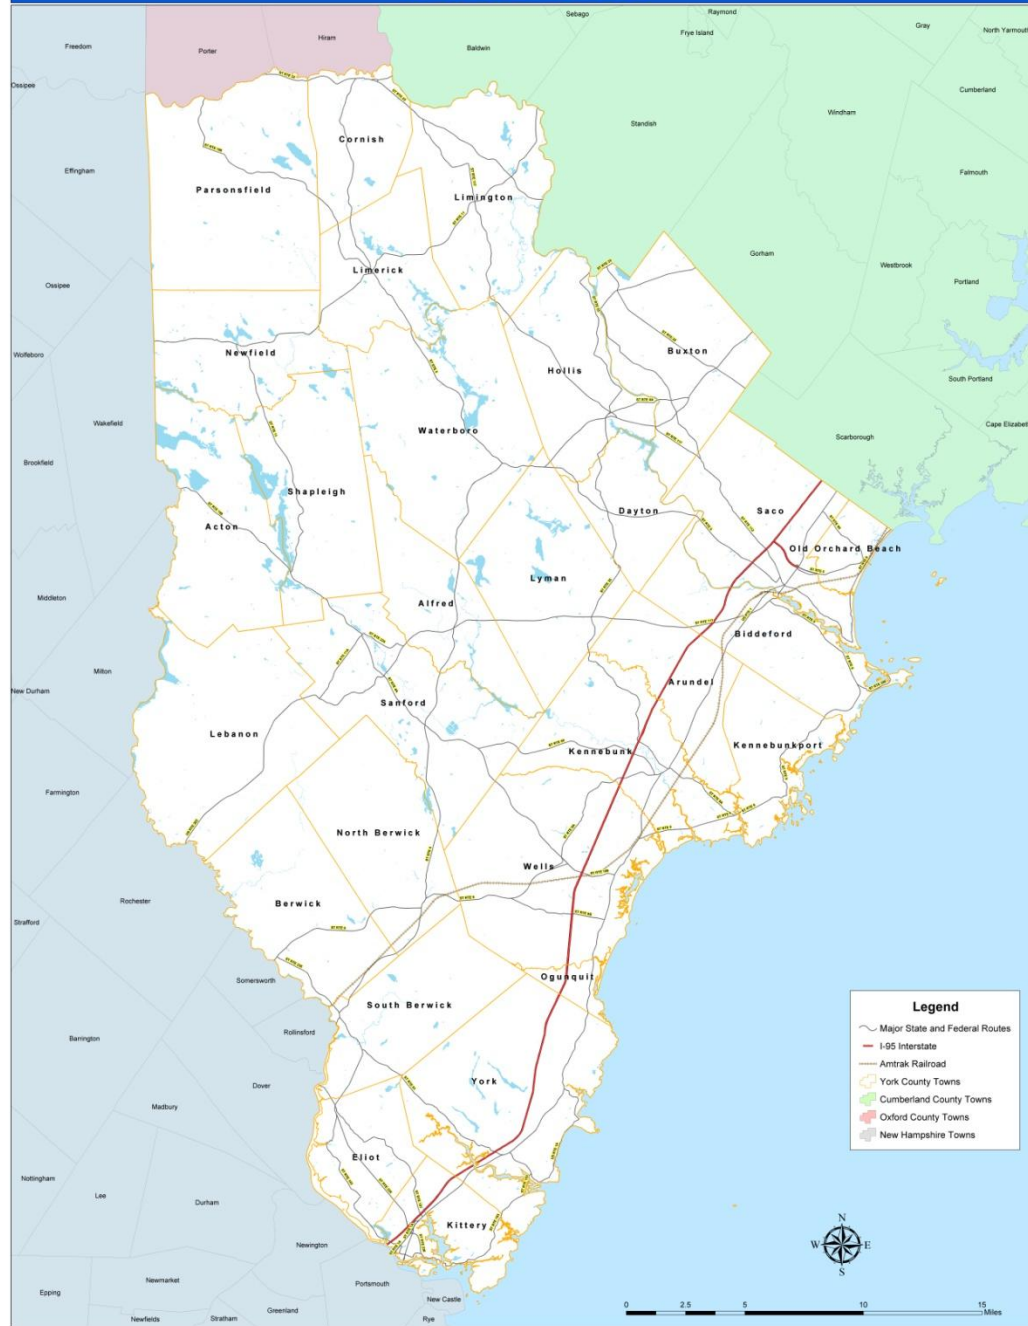 Sebago
Raymond
Gray
North Yarmouth
Freedom
Porter
Hiram
Baldwin
Frye Island
Ossipee
Cumberland
Standish
Windham
Cornish
Effingham
Falmouth
Parsonsfield
Limington
Gorham
Westbrook
Limerick
Portland
Ossipee
Wolfeboro
Newfield
Buxton
Hollis
South Portland
Wakefield
Cape Elizabeth
Waterboro
Scarborough
Brookfield
Shapleigh
Dayton
Saco
Acton
Old Orchard Beach
Lyman
Middleton
Alfred
Biddeford
Milton
Arundel
New Durham
Sanford
Lebanon
Kennebunk
Kennebunkport
Farmington
North Berwick
Wells
Rochester
Berwick
Strafford
Ogunquit
Somersworth
South Berwick
Rollinsford
Barrington
Dover
York
Madbury
Eliot
Nottingham
Lee
Durham
Kittery
Newington
Newmarket
Portsmouth
Epping
New Castle
Newfields
Stratham
Greenland
Rye
Legend
Major State and Federal Routes
I-95 Interstate
Amtrak Railroad
York County Towns
Cumberland County Towns
Oxford County Towns
New Hampshire Towns
N
W E
S
0 2.5 5 10 15
Miles